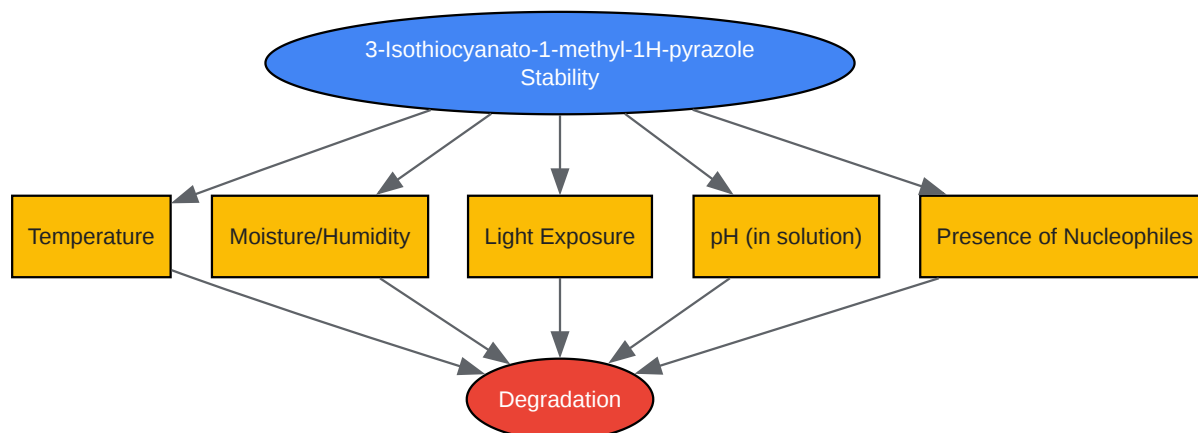 3-Isothiocyanato-1-methyl-1H-pyrazole
Stability
Temperature
Moisture/Humidity
Light Exposure
pH (in solution)
Presence of Nucleophiles
Degradation